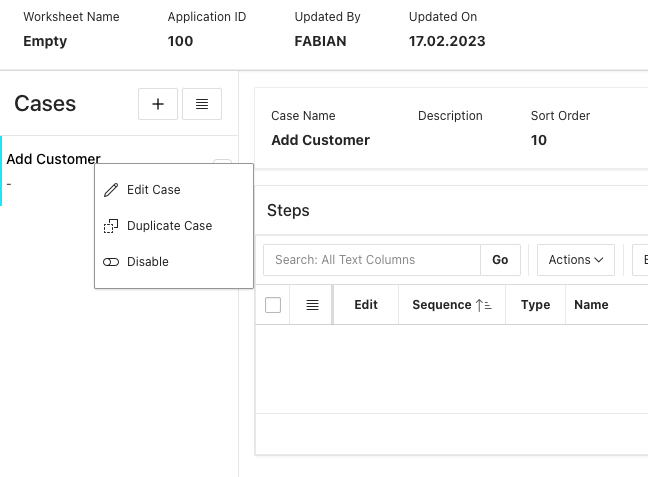 Worksheet Name Application ID Updated By Updated On
Empty 100 FABIAN 17.02.2023
Cases
Case Name Description Sort Order
Add Customer 10
Add Customer
-
Edit Case
Duplicate Case
Disable
Steps
Search: All Text Columns Go Actions
Edit Sequence Type Name